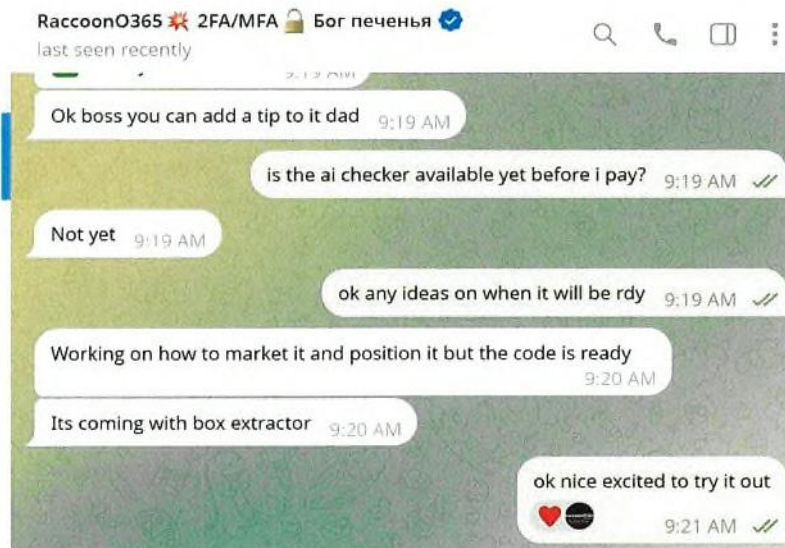 RaccoonO365 💥 2FA/MFA 🔒 Бог печенья
last seen recently
9:19 AM
Ok boss you can add a tip to it dad 9:19 AM
is the ai checker available yet before i pay? 9:19 AM
Not yet 9:19 AM
ok any ideas on when it will be rdy 9:19 AM
Working on how to market it and position it but the code is ready
9:20 AM
Its coming with box extractor 9:20 AM
ok nice excited to try it out
9:21 AM